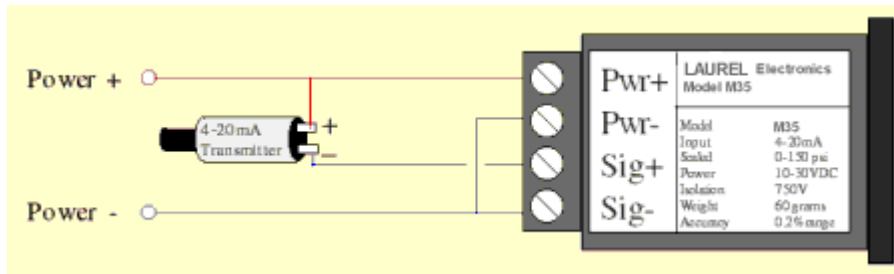 Power +
4-20mA
Transmitter
+
–
Power -
Pwr+
Pwr-
Sig+
Sig-
LAUREL Electronics
Model M35
Model M35
Input 4-20mA
Scaled 0-150 psi
Power 10-30VDC
Isolation 750V
Weight 60 grams
Accuracy 0.2% range